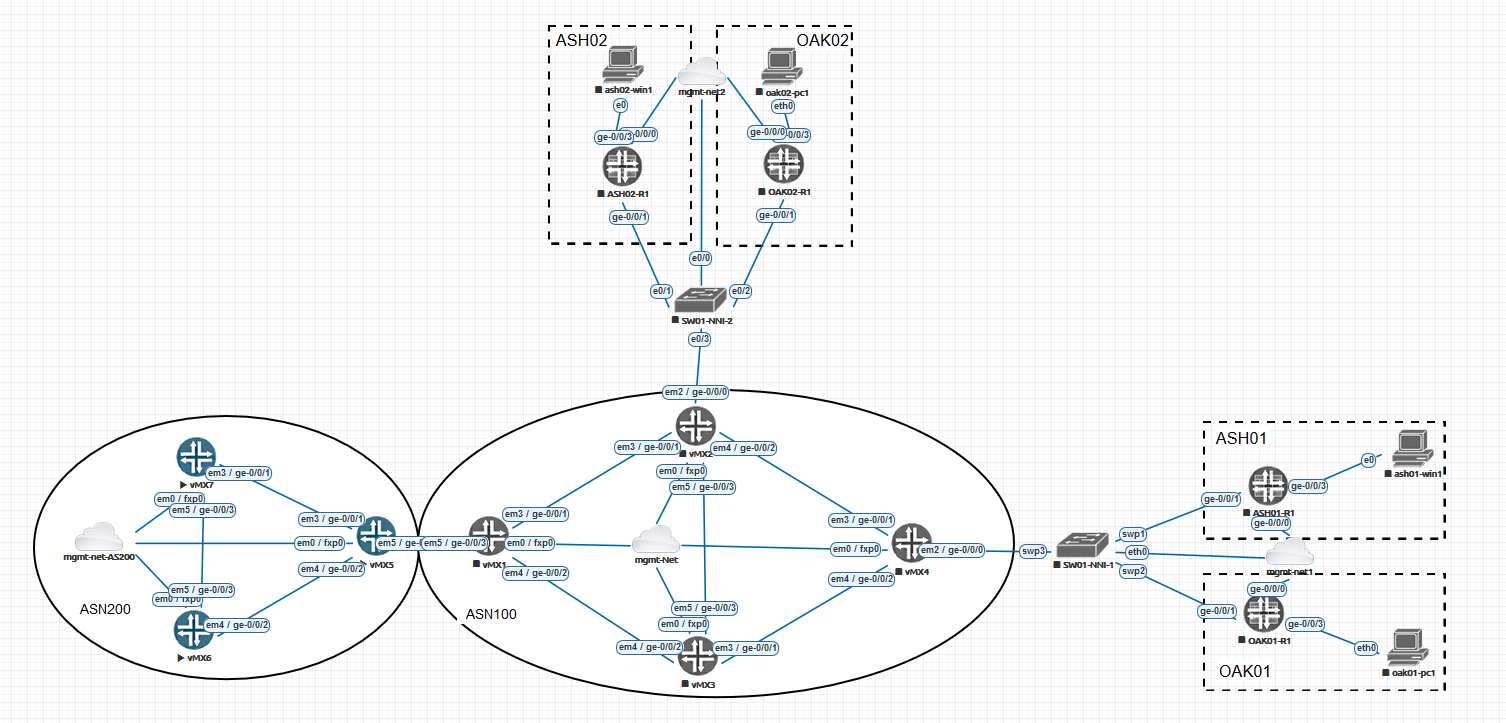 ASH02
OAK02
ash02-win1
mgmt-net2
oak02-pc1
e0
eth0
ge-0/0/3
0/0/0
ge-0/0/0
0/0/3
ASH02-R1
OAK02-R1
ge-0/0/1
ge-0/0/1
e0/0
e0/1
e0/2
SW01-NNI-2
e0/3
em2 / ge-0/0/0
vMX2
em3 / ge-0/0/1
em4 / ge-0/0/2
em0 / fxp0
em5 / ge-0/0/3
vMX7
em3 / ge-0/0/1
em0 / fxp0
em5 / ge-0/0/3
mgmt-net-AS200
em3 / ge-0/0/1
em0 / fxp0
em5 / ge-
vMX5
em4 / ge-0/0/2
em5 / ge-0/0/3
em0 / fxp0
em4 / ge-0/0/2
vMX6
ASN200
em3 / ge-0/0/1
em5 / ge-0/0/3
em0 / fxp0
vMX1
em4 / ge-0/0/2
ASN100
mgmt-Net
em3 / ge-0/0/1
em0 / fxp0
em2 / ge-0/0/0
vMX4
em4 / ge-0/0/2
em5 / ge-0/0/3
em0 / fxp0
em4 / ge-0/0/2
em3 / ge-0/0/1
vMX3
swp3
swp1
eth0
swp2
SW01-NNI-1
ASH01
e0
ash01-win1
ge-0/0/1
ge-0/0/3
ASH01-R1
ge-0/0/0
mgmt-net1
ge-0/0/0
ge-0/0/1
ge-0/0/3
OAK01-R1
eth0
oak01-pc1
OAK01